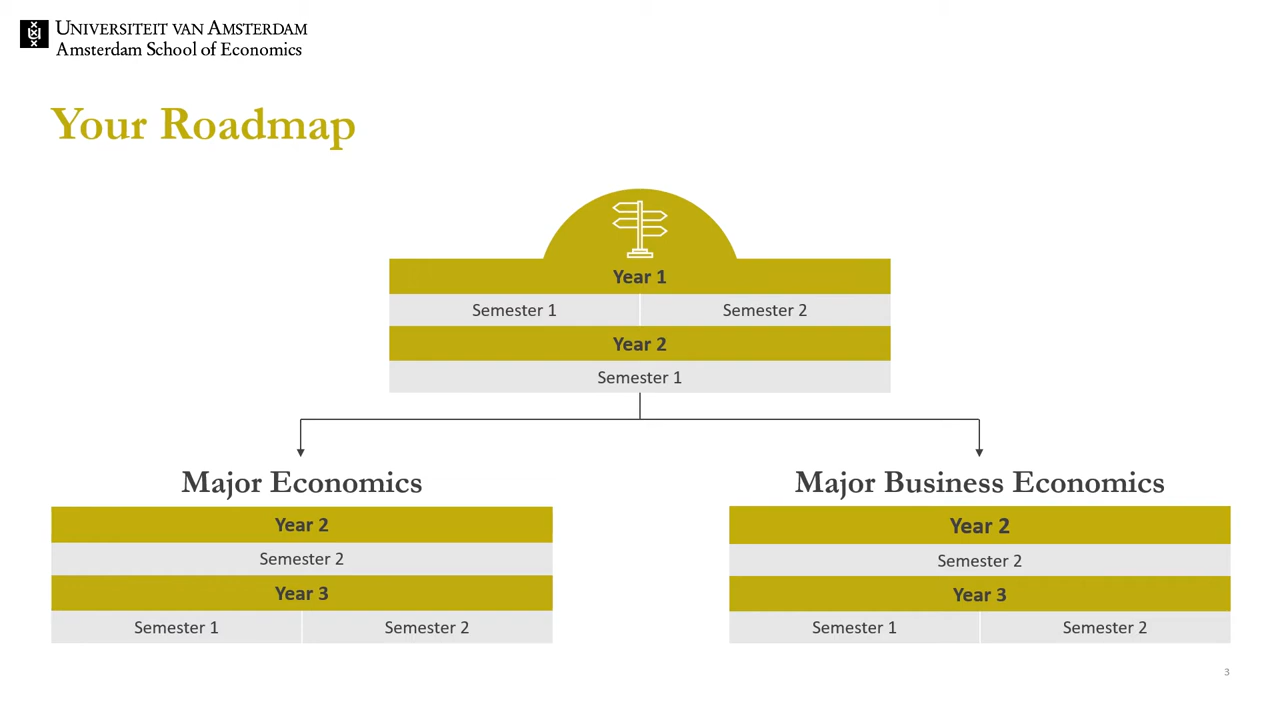 UNIVERSITEIT VAN AMSTERDAM
Amsterdam School of Economics
Your Roadmap
Year 1
Semester 1 Semester 2
Year 2
Semester 1
Major Economics
Year 2
Semester 2
Year 3
Semester 1 Semester 2
Major Business Economics
Year 2
Semester 2
Year 3
Semester 1 Semester 2
3